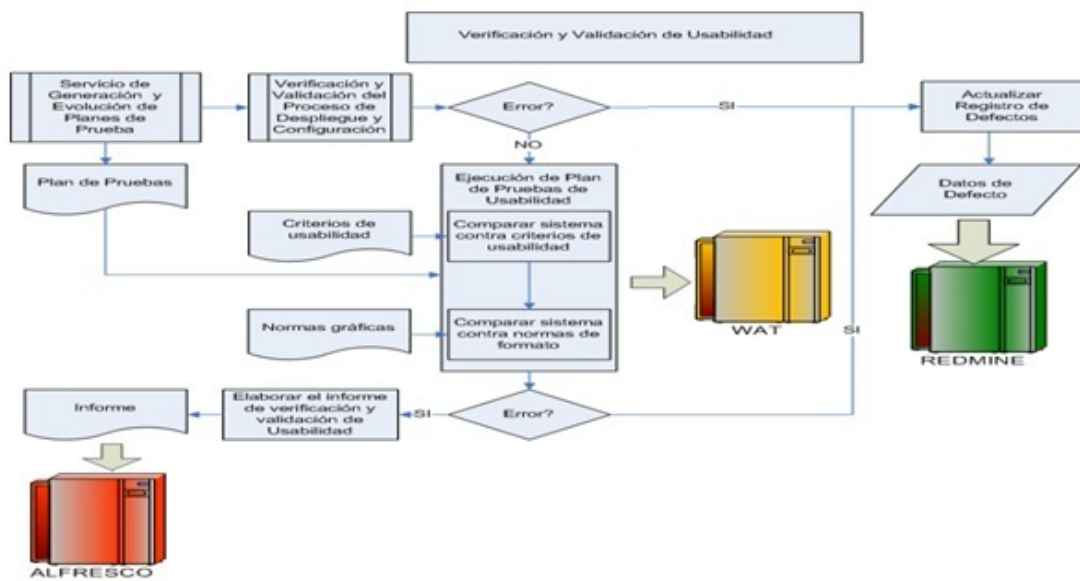 Verificación y Validación de Usabilidad
Servicio de
Generación y
Evolución de
Planes de
Prueba
Verificación y
Validación del
Proceso de
Despliegue y
Configuración
Error?
SI
Actualizar
Registro de
Defectos
NO
Plan de Pruebas
Ejecución de Plan
de Pruebas de
Usabilidad
Datos de
Defecto
Criterios de
usabilidad
Comparar sistema
contra criterios de
usabilidad
WAT
SI
REDMINE
Normas gráficas
Comparar sistema
contra normas de
formato
Informe
Elaborar el informe
de verificación y
validación de
Usabilidad
SI
Error?
ALFRESCO